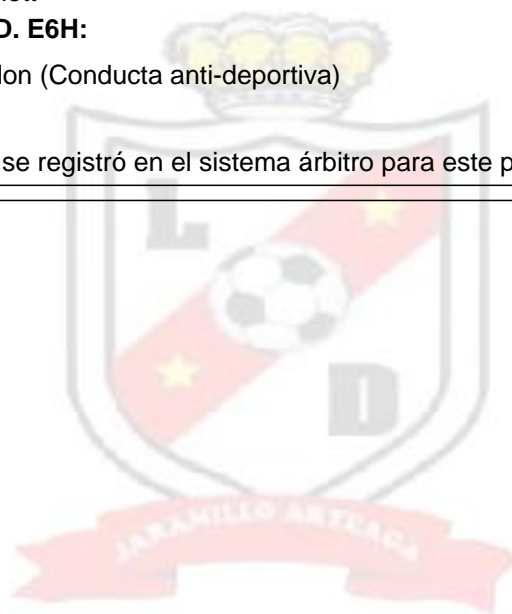 D. E6H:
lon (Conducta anti-deportiva)
se registró en el sistema árbitro para este p
L
D
JARAMILLO ARTEAGA